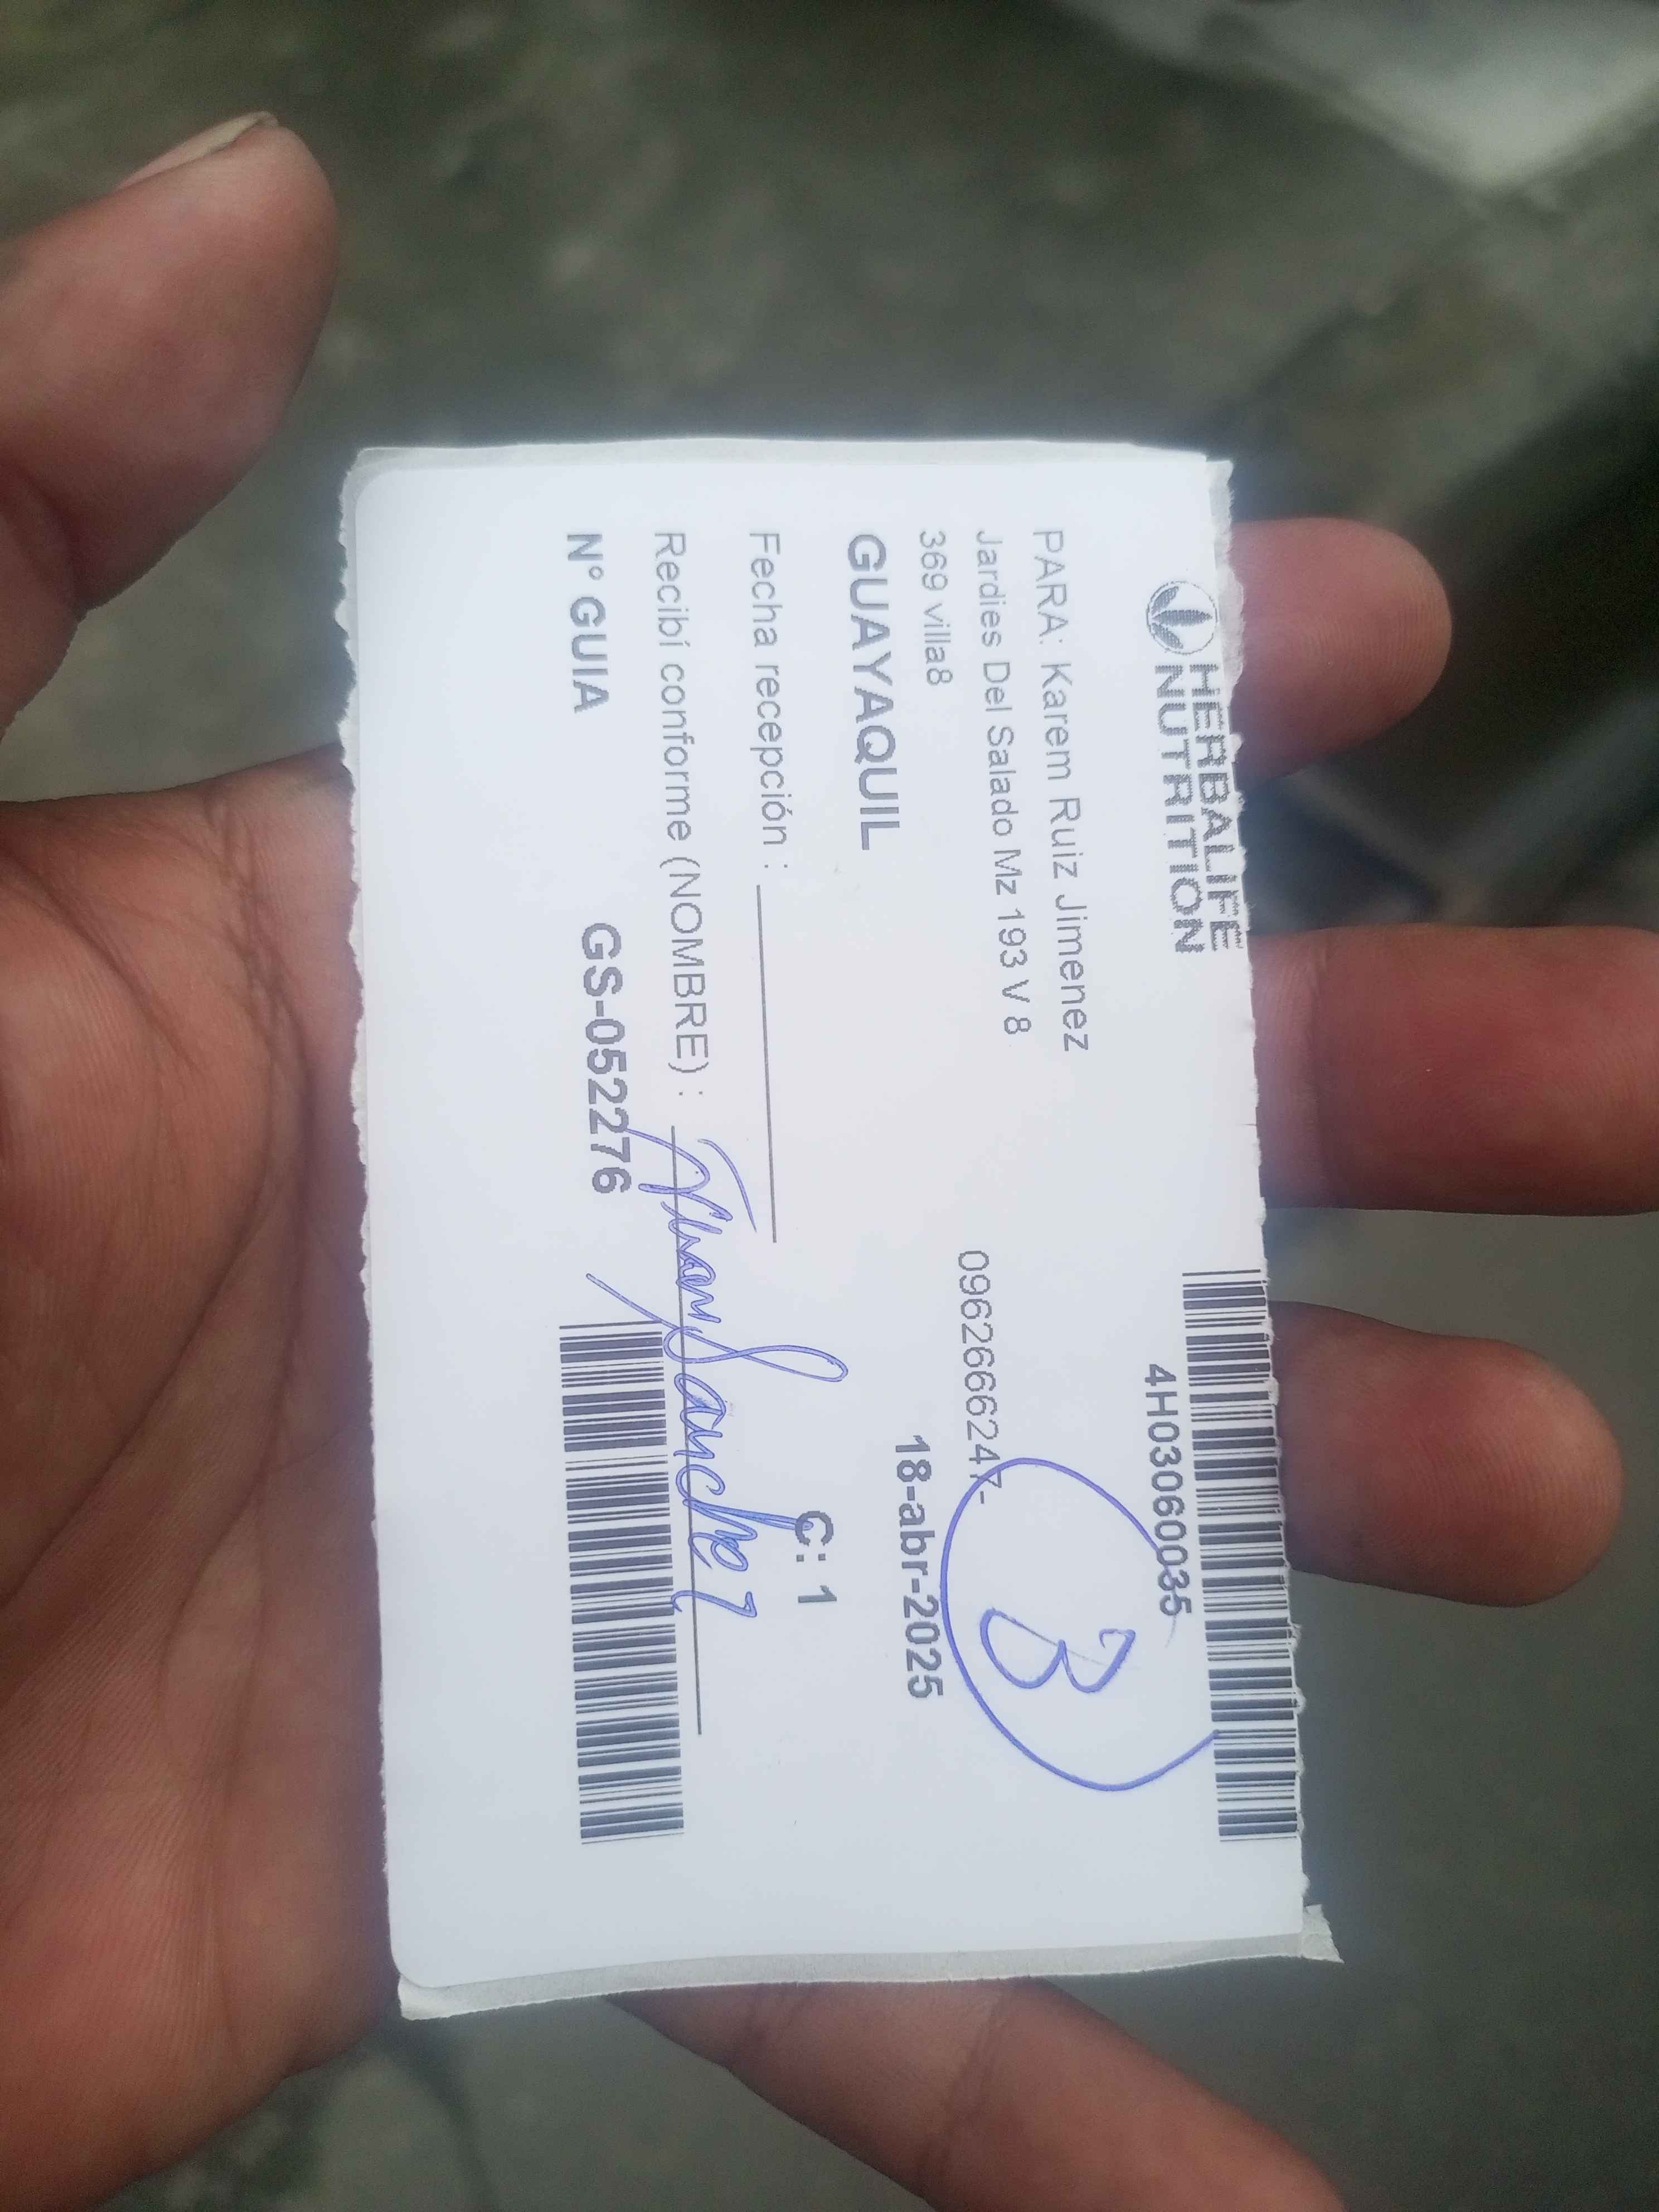 HERBALIFE
NUTRITION
4H03060035
PARA: Karem Ruiz Jimenez
Jardies Del Salado Mz 193 V 8
0962666247-
B
369 villa8
18-abr-2025
GUAYAQUIL
C: 1
Fecha recepción :
Recibí conforme (NOMBRE) : Sanchez
N° GUIA GS-052276